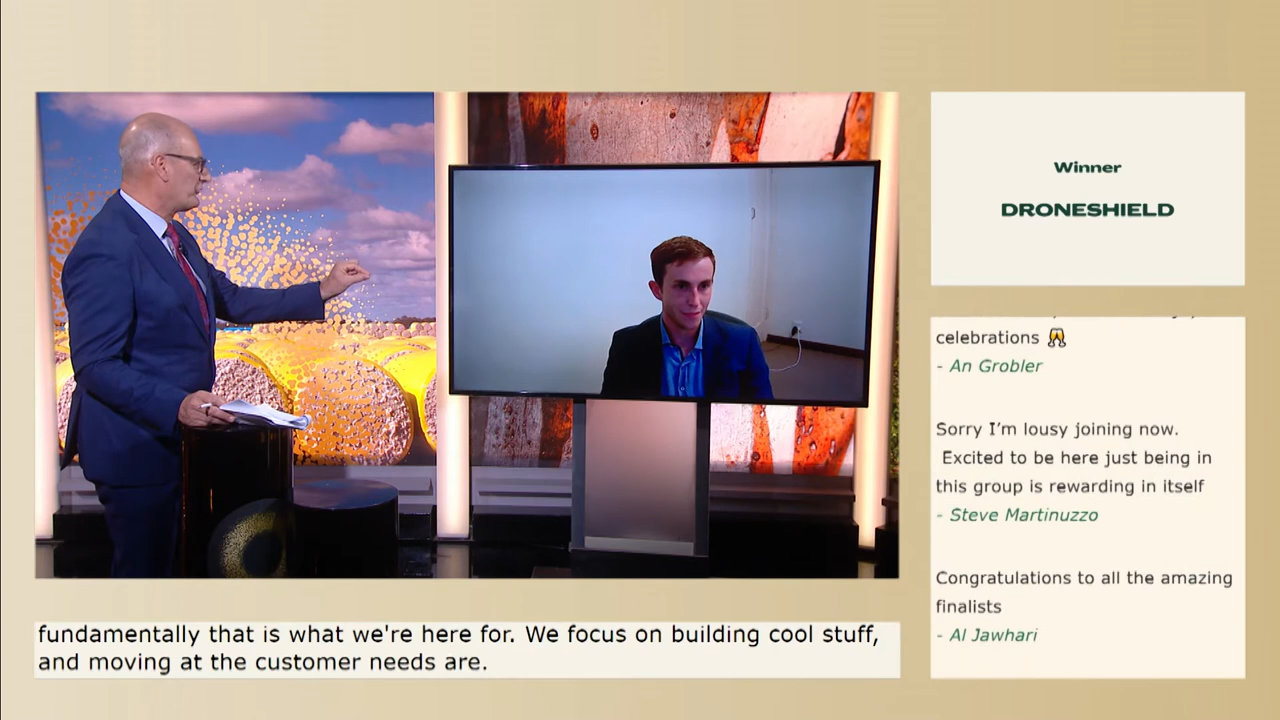 Winner
DRONESHIELD
celebrations 🥂
- An Grobler
Sorry I'm lousy joining now.
Excited to be here just being in
this group is rewarding in itself
- Steve Martinuzzo
Congratulations to all the amazing
finalists
- Al Jawhari
fundamentally that is what we're here for. We focus on building cool stuff,
and moving at the customer needs are.